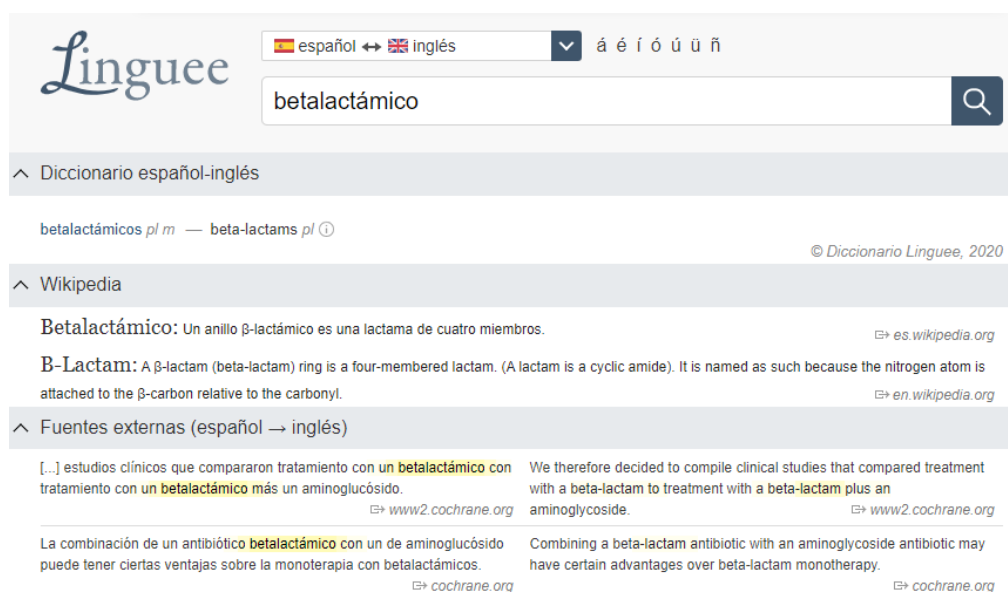 Linguee
español ↔ inglés
á é í ó ú ü ñ
betalactámico
Diccionario español-inglés
betalactámicos pl m — beta-lactams pl
© Diccionario Linguee, 2020
Wikipedia
Betalactámico: Un anillo β-lactámico es una lactama de cuatro miembros.
es.wikipedia.org
Β-Lactam: A β-lactam (beta-lactam) ring is a four-membered lactam. (A lactam is a cyclic amide). It is named as such because the nitrogen atom is
attached to the β-carbon relative to the carbonyl.
en.wikipedia.org
Fuentes externas (español → inglés)
[...] estudios clínicos que compararon tratamiento con un betalactámico con
tratamiento con un betalactámico más un aminoglucósido.
www2.cochrane.org
We therefore decided to compile clinical studies that compared treatment
with a beta-lactam to treatment with a beta-lactam plus an
aminoglycoside.
www2.cochrane.org
La combinación de un antibiótico betalactámico con un de aminoglucósido
puede tener ciertas ventajas sobre la monoterapia con betalactámicos.
cochrane.org
Combining a beta-lactam antibiotic with an aminoglycoside antibiotic may
have certain advantages over beta-lactam monotherapy.
cochrane.org